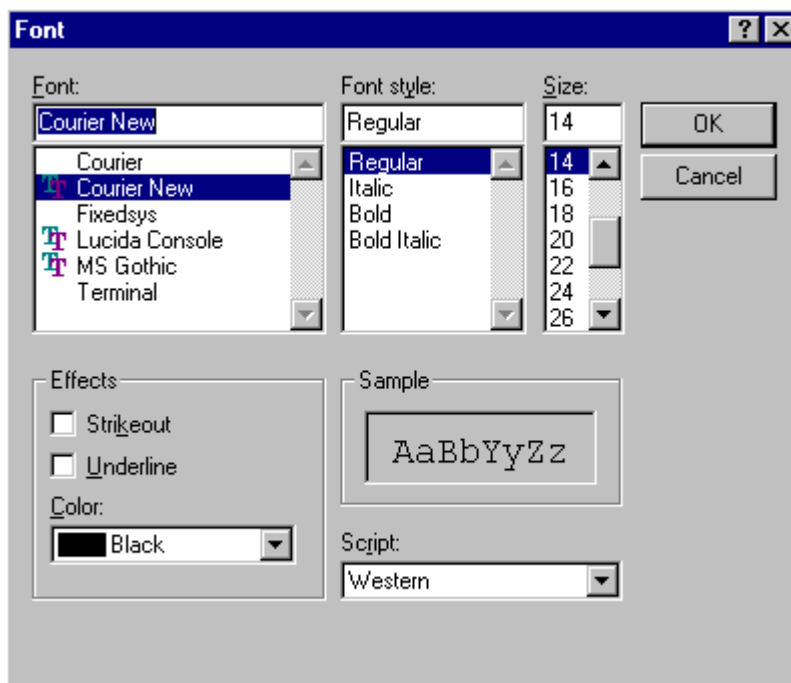 Font
Font:
Courier New
Courier
Courier New
Fixedsys
Lucida Console
MS Gothic
Terminal
Font style:
Regular
Regular
Italic
Bold
Bold Italic
Size:
14
14
16
18
20
22
24
26
OK
Cancel
Effects
Strikeout
Underline
Color:
Black
Sample
AaBbYyZz
Script:
Western